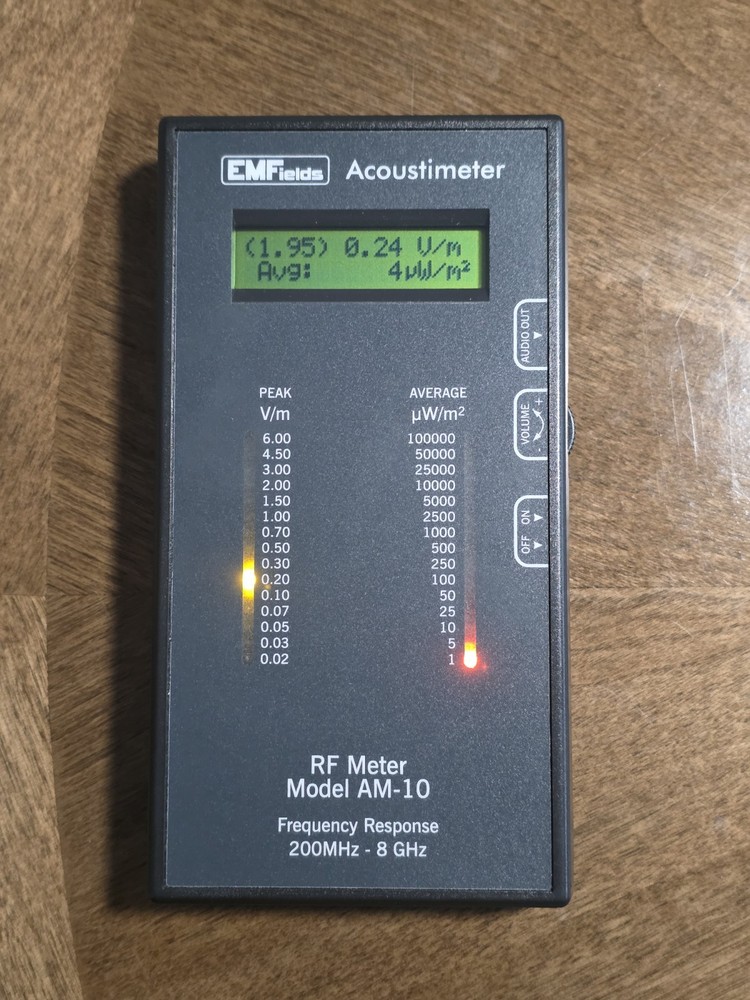 EMFields Acoustimeter
(1.95) 0.24 V/m
Avg: 4µW/m²
AUDIO OUT
VOLUME
- +
OFF ON
PEAK
V/m
6.00
4.50
3.00
2.00
1.50
1.00
0.70
0.50
0.30
0.20
0.10
0.07
0.05
0.03
0.02
AVERAGE
µW/m²
100000
50000
25000
10000
5000
2500
1000
500
250
100
50
25
10
5
1
RF Meter
Model AM-10
Frequency Response
200MHz - 8 GHz